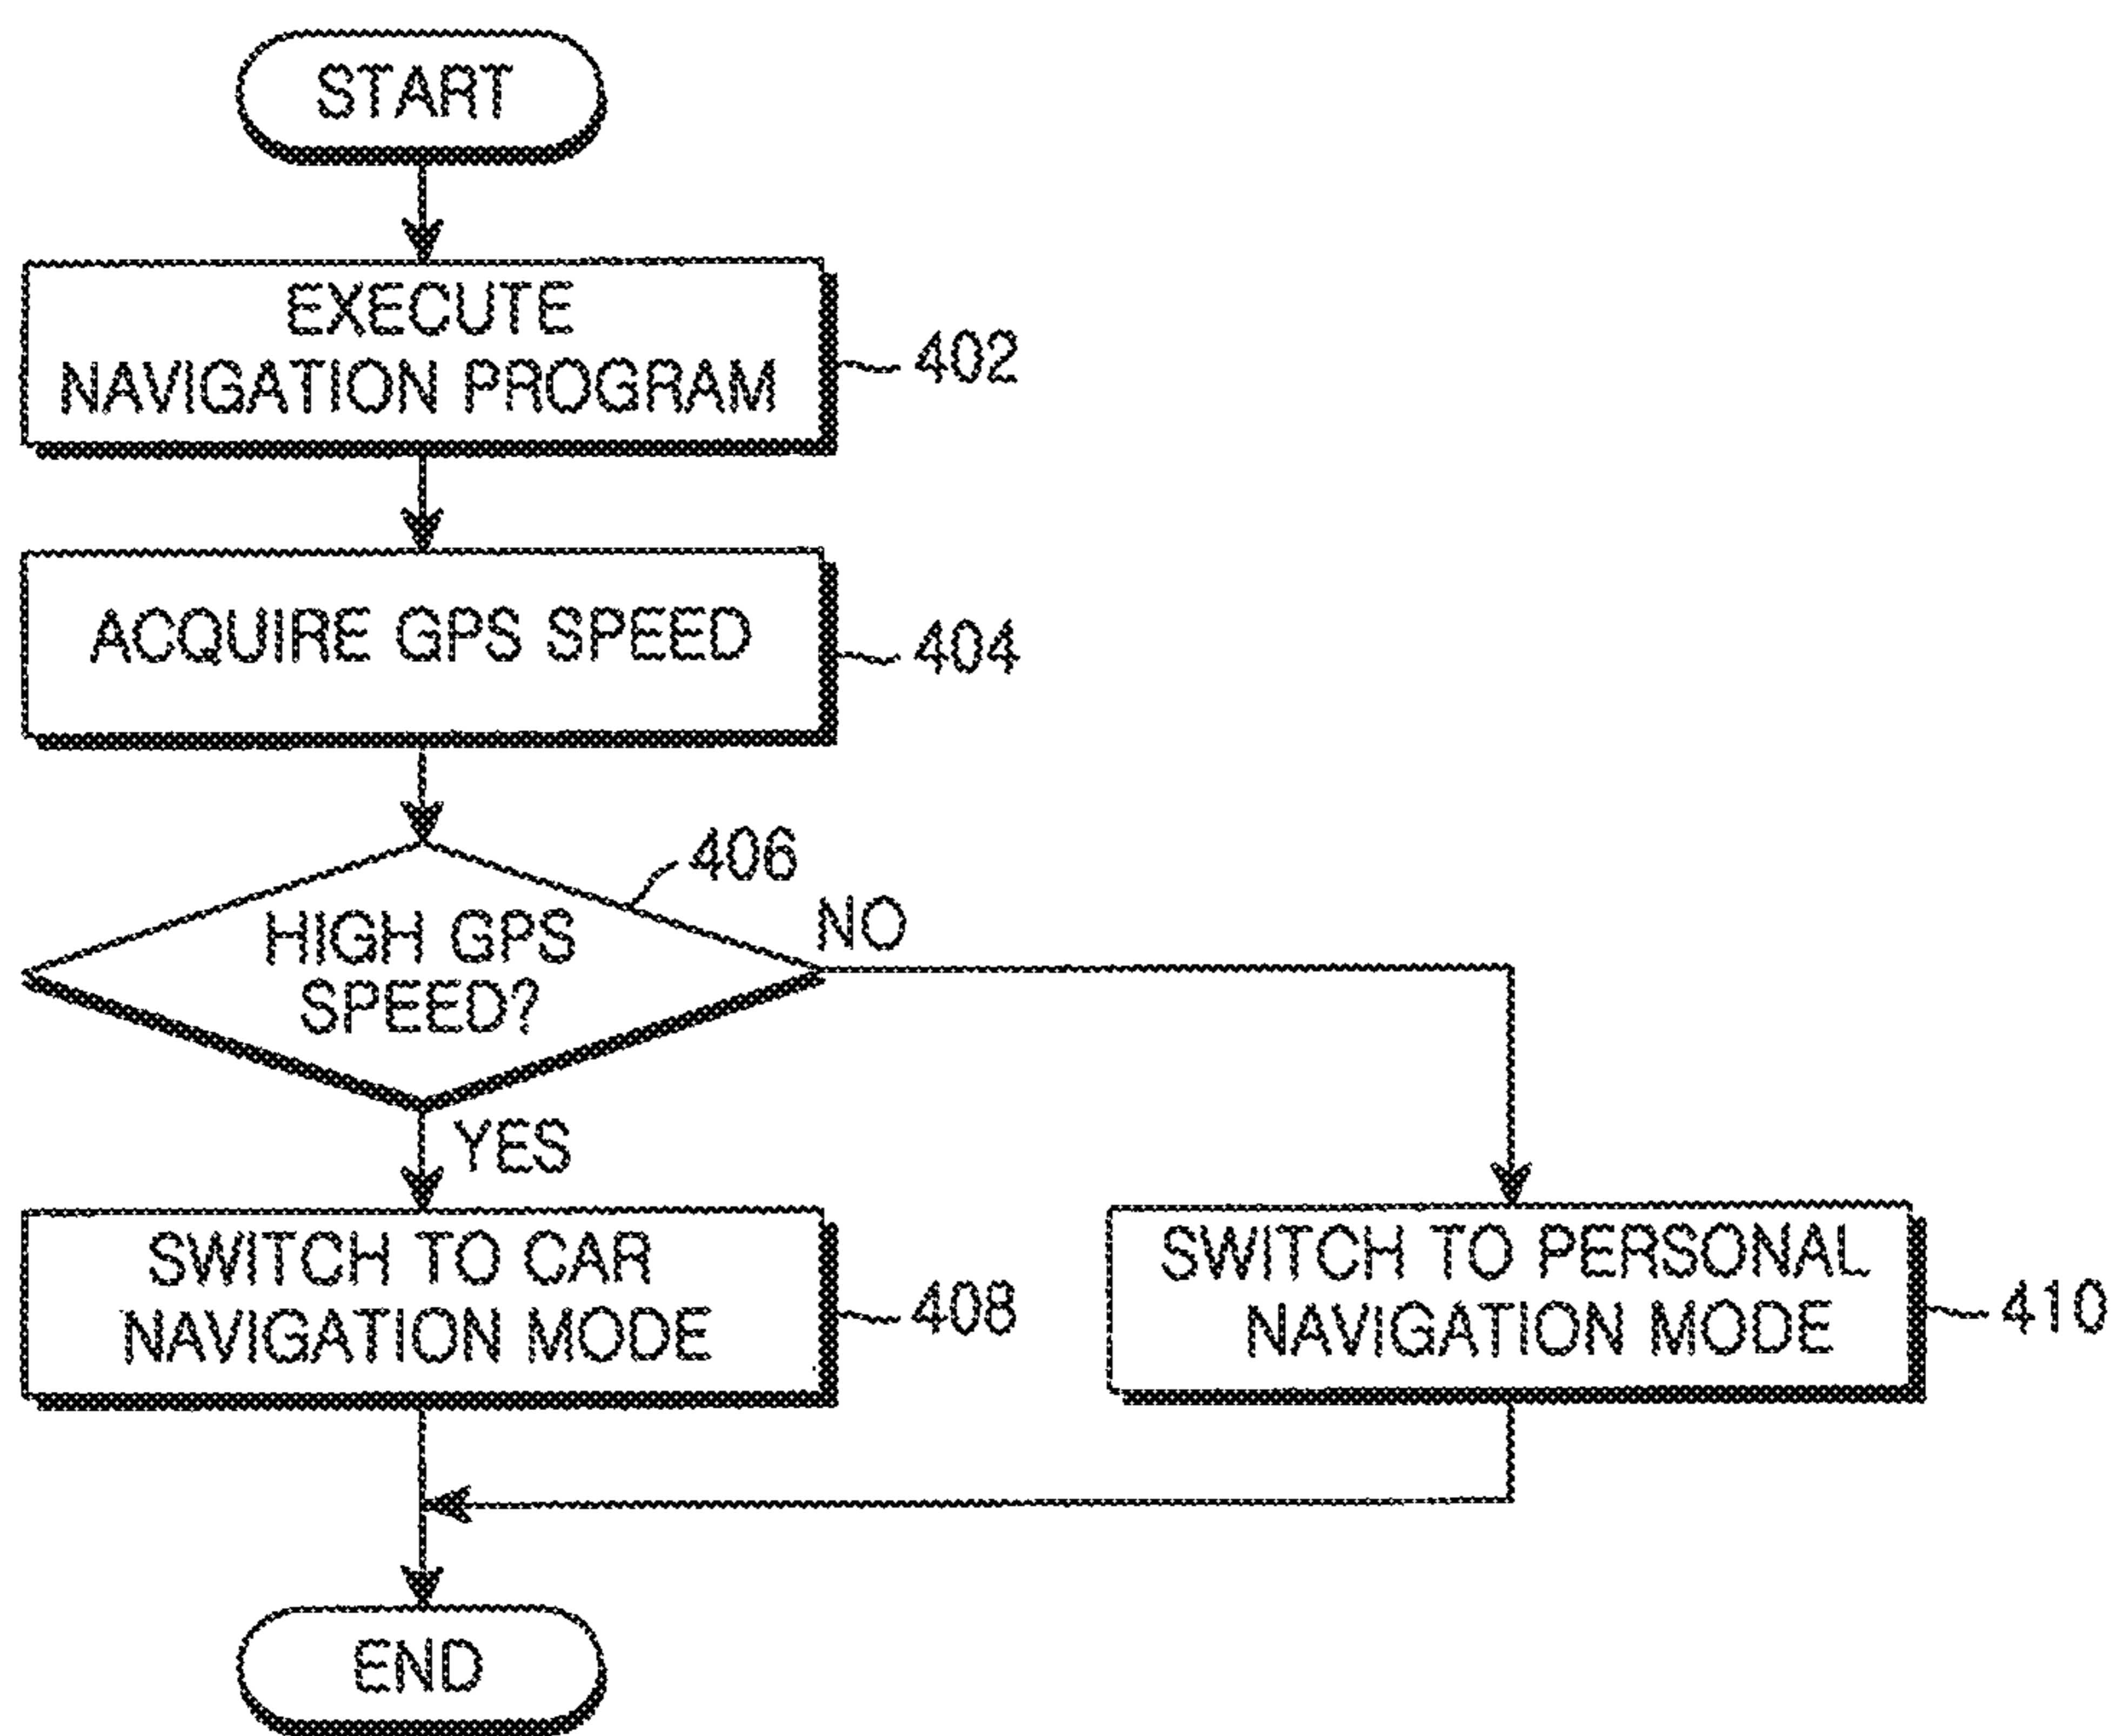 START
EXECUTE
NAVIGATION PROGRAM
402
ACQUIRE GPS SPEED
404
406
HIGH GPS
SPEED?
NO
YES
SWITCH TO CAR
NAVIGATION MODE
408
SWITCH TO PERSONAL
NAVIGATION MODE
410
END